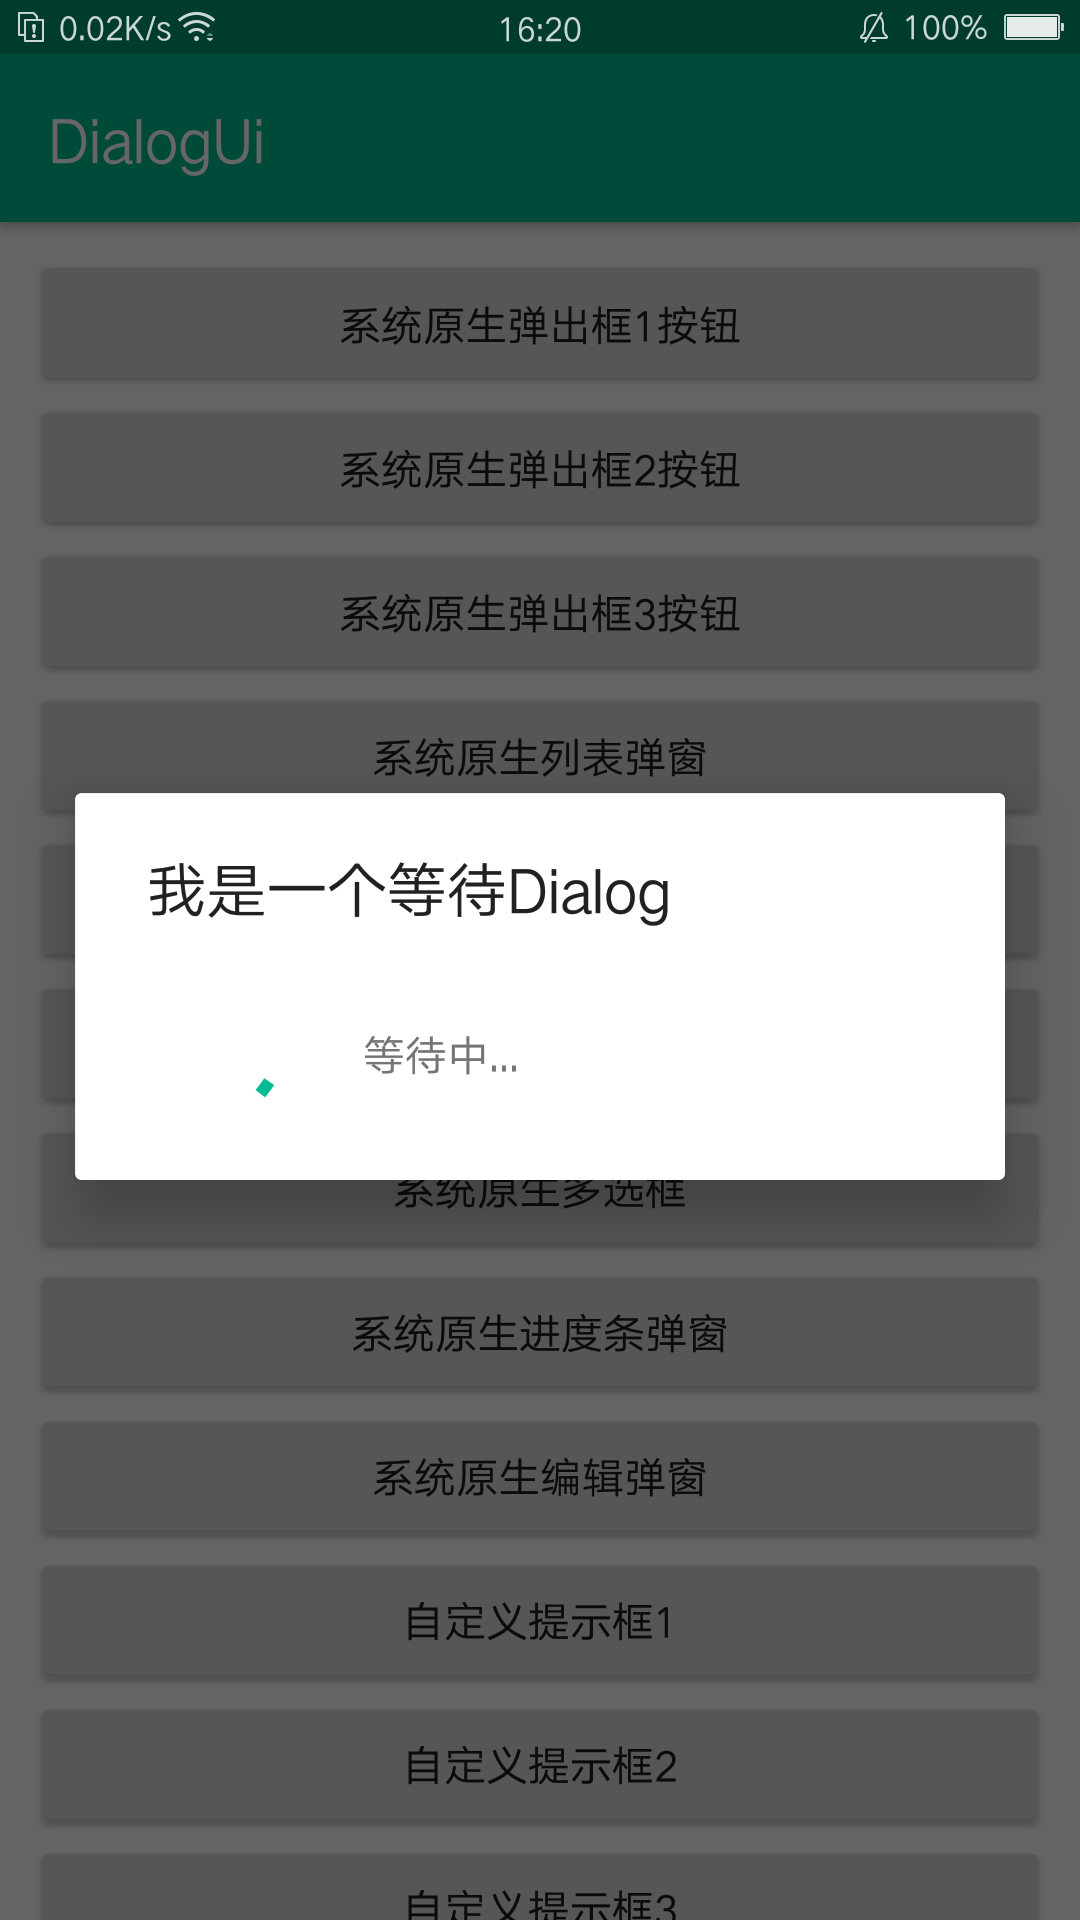 0.02K/s 16:20 100%
DialogUi
系统原生弹出框1按钮
系统原生弹出框2按钮
系统原生弹出框3按钮
系统原生列表弹窗
我是一个等待Dialog
等待中...
系统原生多选框
系统原生进度条弹窗
系统原生编辑弹窗
自定义提示框1
自定义提示框2
自定义提示框3